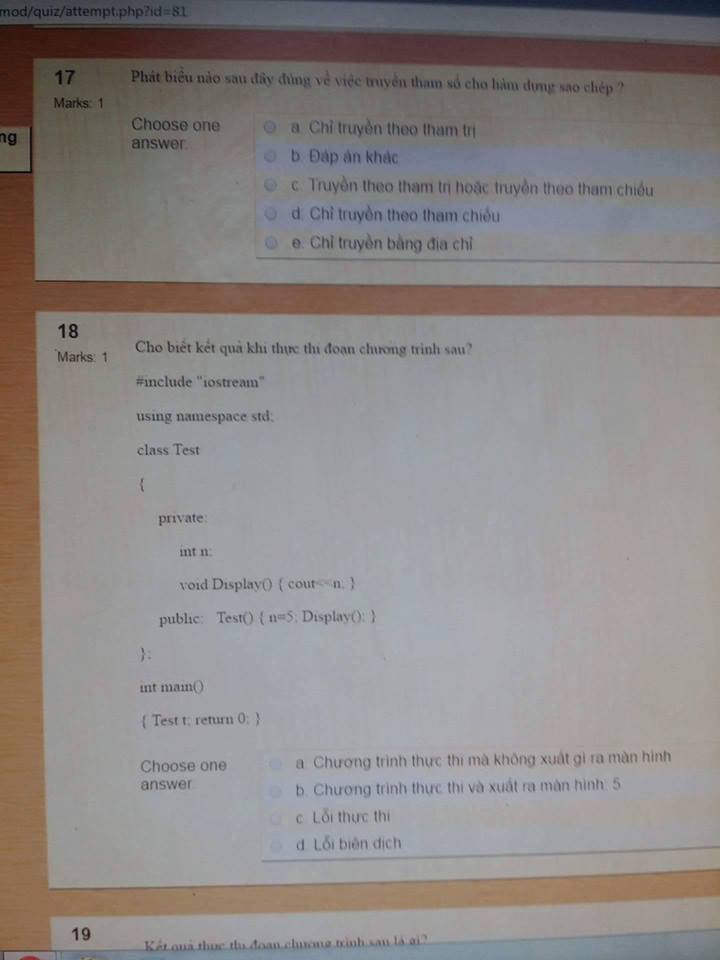 mod/quiz/attempt.php?id=81
ng
17
Marks: 1
Phát biểu nào sau đây đúng về việc truyền tham số cho hàm dựng sao chép ?
Choose one
answer.
a. Chỉ truyền theo tham trị
b. Đáp án khác
c. Truyền theo tham trị hoặc truyền theo tham chiếu
d. Chỉ truyền theo tham chiếu
e. Chỉ truyền bằng địa chỉ
18
Marks: 1
Cho biết kết quả khi thực thi đoạn chương trình sau?
#include "iostream"
using namespace std;
class Test
{
private:
int n;
void Display() { cout<<n; }
public: Test() { n=5; Display(); }
};
int main()
{ Test t; return 0; }
Choose one
answer.
a. Chương trình thực thi mà không xuất gì ra màn hình
b. Chương trình thực thi và xuất ra màn hình: 5
c. Lỗi thực thi
d. Lỗi biên dịch
19
Kết quả thực thi đoạn chương trình sau là gì?